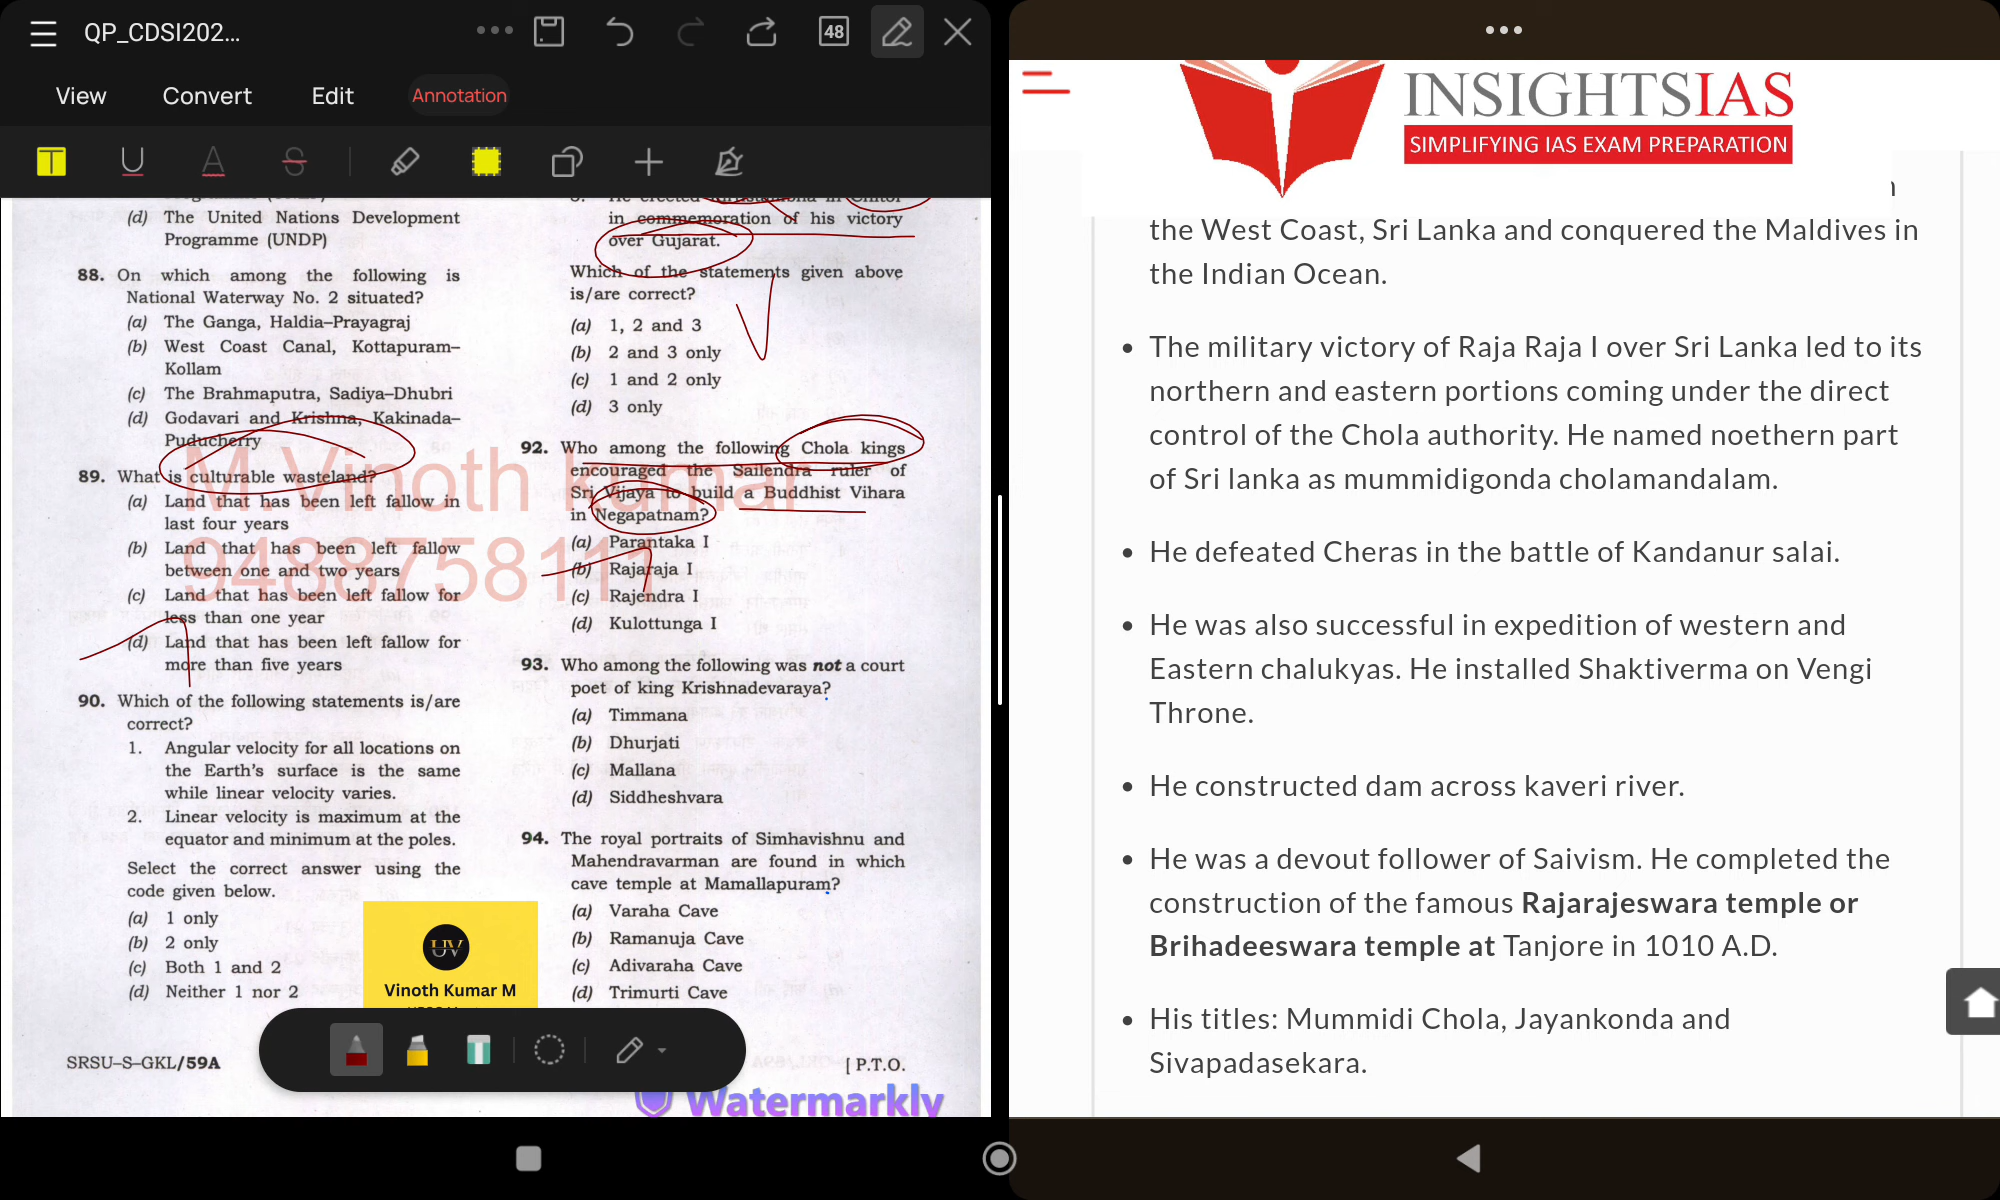 QP_CDSI202...
48
View
Convert
Edit
Annotation
(d) The United Nations Development
Programme (UNDP)
88. On which among the following is
National Waterway No. 2 situated?
(a) The Ganga, Haldia–Prayagraj
(b) West Coast Canal, Kottapuram–
Kollam
(c) The Brahmaputra, Sadiya–Dhubri
(d) Godavari and Krishna, Kakinada–
Puducherry
89. What is culturable wasteland?
(a) Land that has been left fallow in
last four years
(b) Land that has been left fallow
between one and two years
(c) Land that has been left fallow for
less than one year
(d) Land that has been left fallow for
more than five years
90. Which of the following statements is/are
correct?
1. Angular velocity for all locations on
the Earth's surface is the same
while linear velocity varies.
2. Linear velocity is maximum at the
equator and minimum at the poles.
Select the correct answer using the
code given below.
(a) 1 only
(b) 2 only
(c) Both 1 and 2
(d) Neither 1 nor 2
SRSU–S–GKL/59A
in commemoration of his victory
over Gujarat.
Which of the statements given above
is/are correct?
(a) 1, 2 and 3
(b) 2 and 3 only
(c) 1 and 2 only
(d) 3 only
92. Who among the following Chola kings
encouraged the Sailendra ruler of
Sri Vijaya to build a Buddhist Vihara
in Negapatnam?
(a) Parantaka I
(b) Rajaraja I
(c) Rajendra I
(d) Kulottunga I
93. Who among the following was not a court
poet of king Krishnadevaraya?
(a) Timmana
(b) Dhurjati
(c) Mallana
(d) Siddheshvara
94. The royal portraits of Simhavishnu and
Mahendravarman are found in which
cave temple at Mamallapuram?
(a) Varaha Cave
(b) Ramanuja Cave
(c) Adivaraha Cave
(d) Trimurti Cave
[ P.T.O.
M Vinoth kumar
9488758111
UV
Vinoth Kumar M
Watermarkly
INSIGHTSIAS
SIMPLIFYING IAS EXAM PREPARATION
the West Coast, Sri Lanka and conquered the Maldives in
the Indian Ocean.
• The military victory of Raja Raja I over Sri Lanka led to its
northern and eastern portions coming under the direct
control of the Chola authority. He named noethern part
of Sri lanka as mummidigonda cholamandalam.
• He defeated Cheras in the battle of Kandanur salai.
• He was also successful in expedition of western and
Eastern chalukyas. He installed Shaktiverma on Vengi
Throne.
• He constructed dam across kaveri river.
• He was a devout follower of Saivism. He completed the
construction of the famous Rajarajeswara temple or
Brihadeeswara temple at Tanjore in 1010 A.D.
• His titles: Mummidi Chola, Jayankonda and
Sivapadasekara.